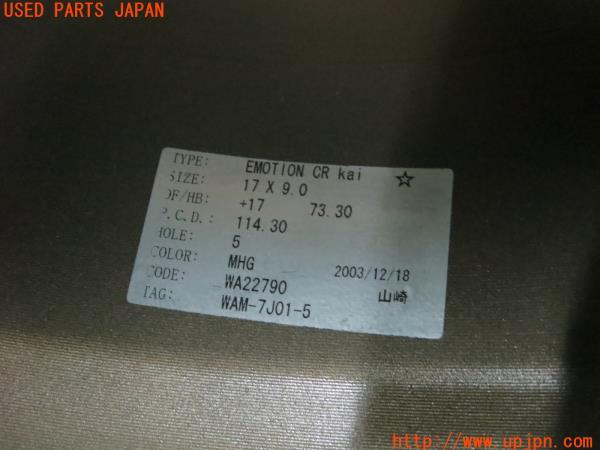 USED PARTS JAPAN
TYPE: EMOTION CR kai ☆
SIZE: 17 X 9.0
OF/HB: +17 73.30
P.C.D.: 114.30
HOLE: 5
COLOR: MHG 2003/12/18
CODE: WA22790 山崎
TAG: WAM-7J01-5
http://www.upjpn.com/